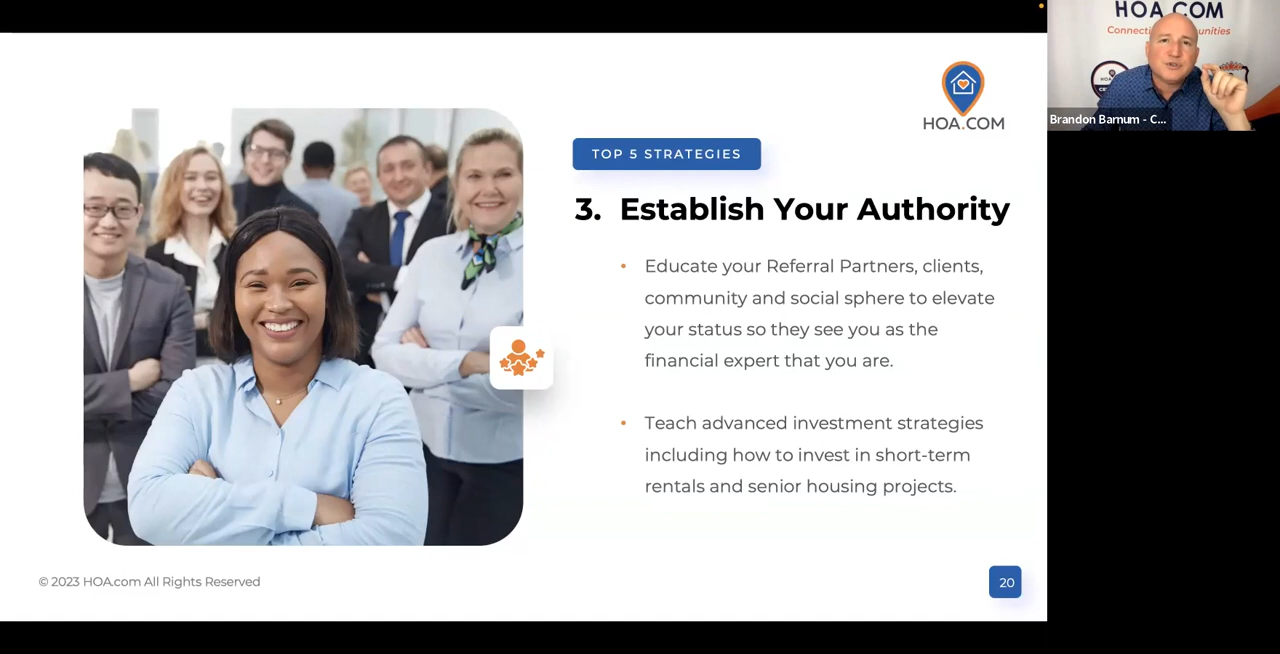 HOA.COM
TOP 5 STRATEGIES
3. Establish Your Authority
• Educate your Referral Partners, clients,
community and social sphere to elevate
your status so they see you as the
financial expert that you are.
• Teach advanced investment strategies
including how to invest in short-term
rentals and senior housing projects.
© 2023 HOA.com All Rights Reserved
20
HOA.COM
Brandon Barnum - C...